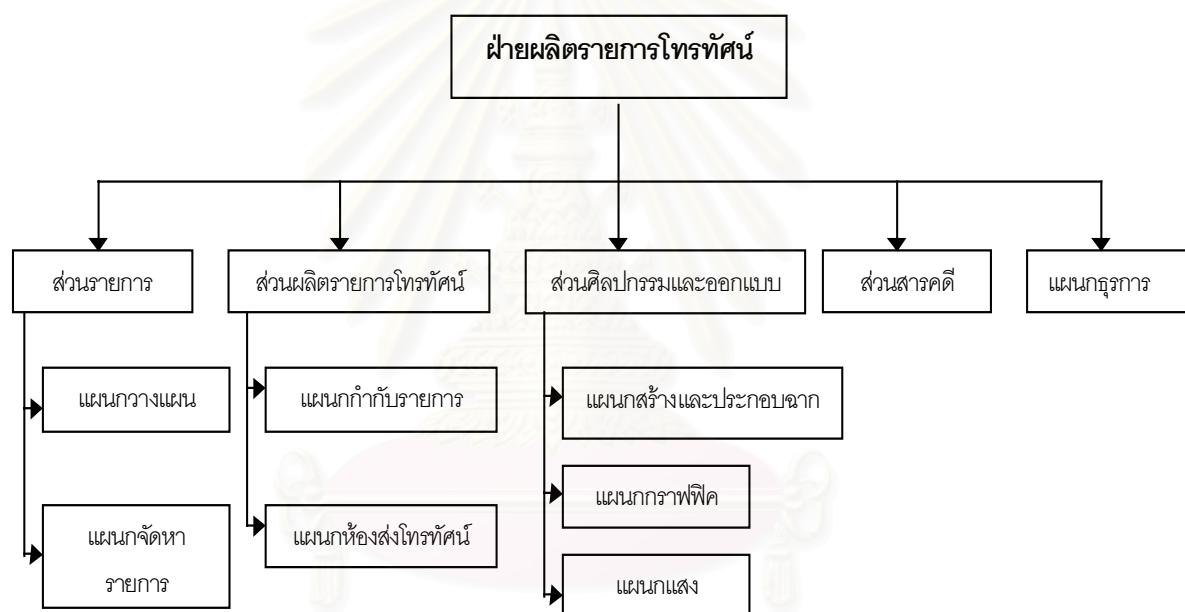 ฝ่ายผลิตรายการโทรทัศน์
ส่วนรายการ
ส่วนผลิตรายการโทรทัศน์
ส่วนศิลปกรรมและออกแบบ
ส่วนสารคดี
แผนกธุรการ
แผนกวางแผน
แผนกกำกับรายการ
แผนกสร้างและประกอบฉาก
แผนกกราฟฟิค
แผนกจัดหา
รายการ
แผนกห้องส่งโทรทัศน์
แผนกแสง